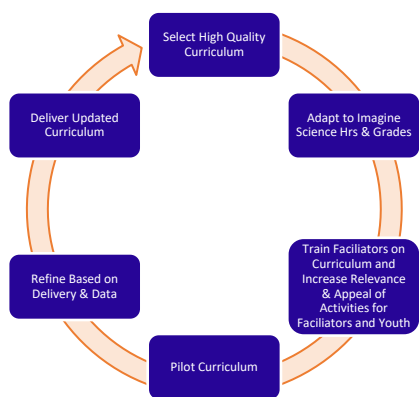 Select High Quality
Curriculum
Adapt to Imagine
Science Hrs & Grades
Train Faciliators on
Curriculum and
Increase Relevance
& Appeal of
Activities for
Faciliators and Youth
Pilot Curriculum
Refine Based on
Delivery & Data
Deliver Updated
Curriculum